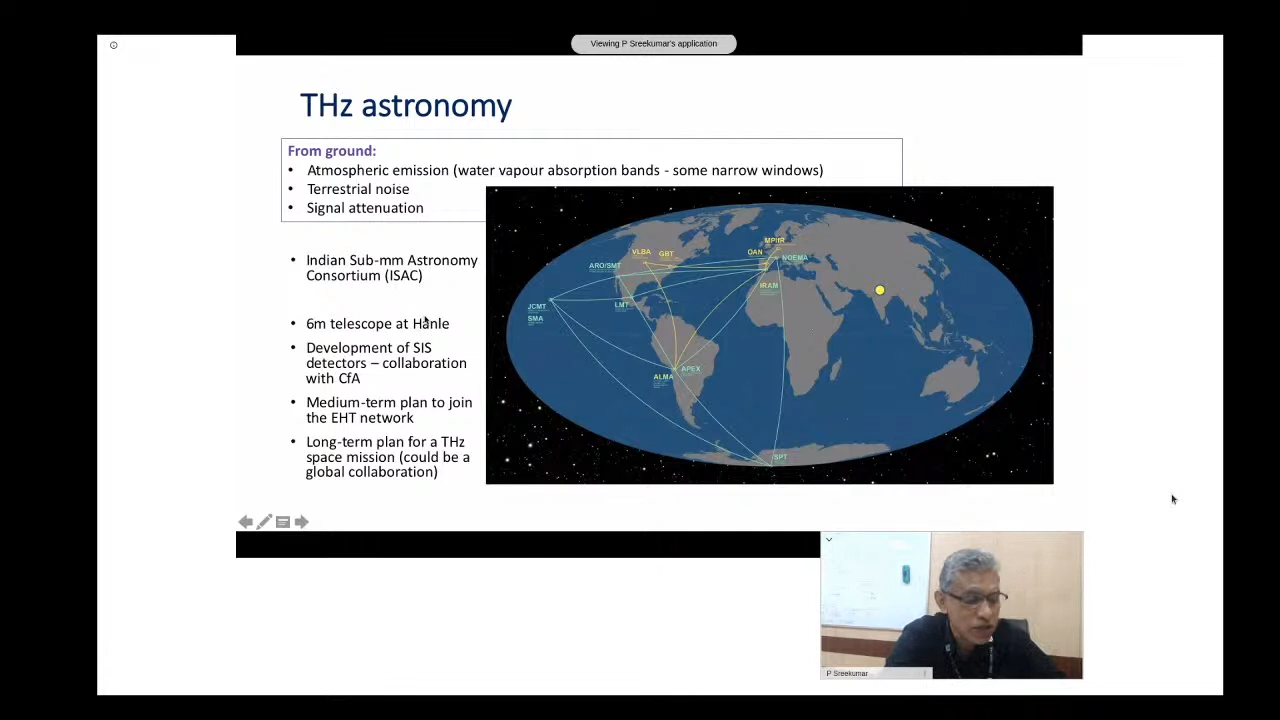 Viewing P Sreekumar's application
THz astronomy
From ground:
• Atmospheric emission (water vapour absorption bands - some narrow windows)
• Terrestrial noise
• Signal attenuation
• Indian Sub-mm Astronomy
Consortium (ISAC)
• 6m telescope at Hanle
• Development of SIS
detectors – collaboration
with CfA
• Medium-term plan to join
the EHT network
• Long-term plan for a THz
space mission (could be a
global collaboration)
MPIfR
VLBA
GBT
OAN
NOEMA
ARO/SMT
IRAM
JCMT
LMT
SMA
ALMA
APEX
SPT
P Sreekumar